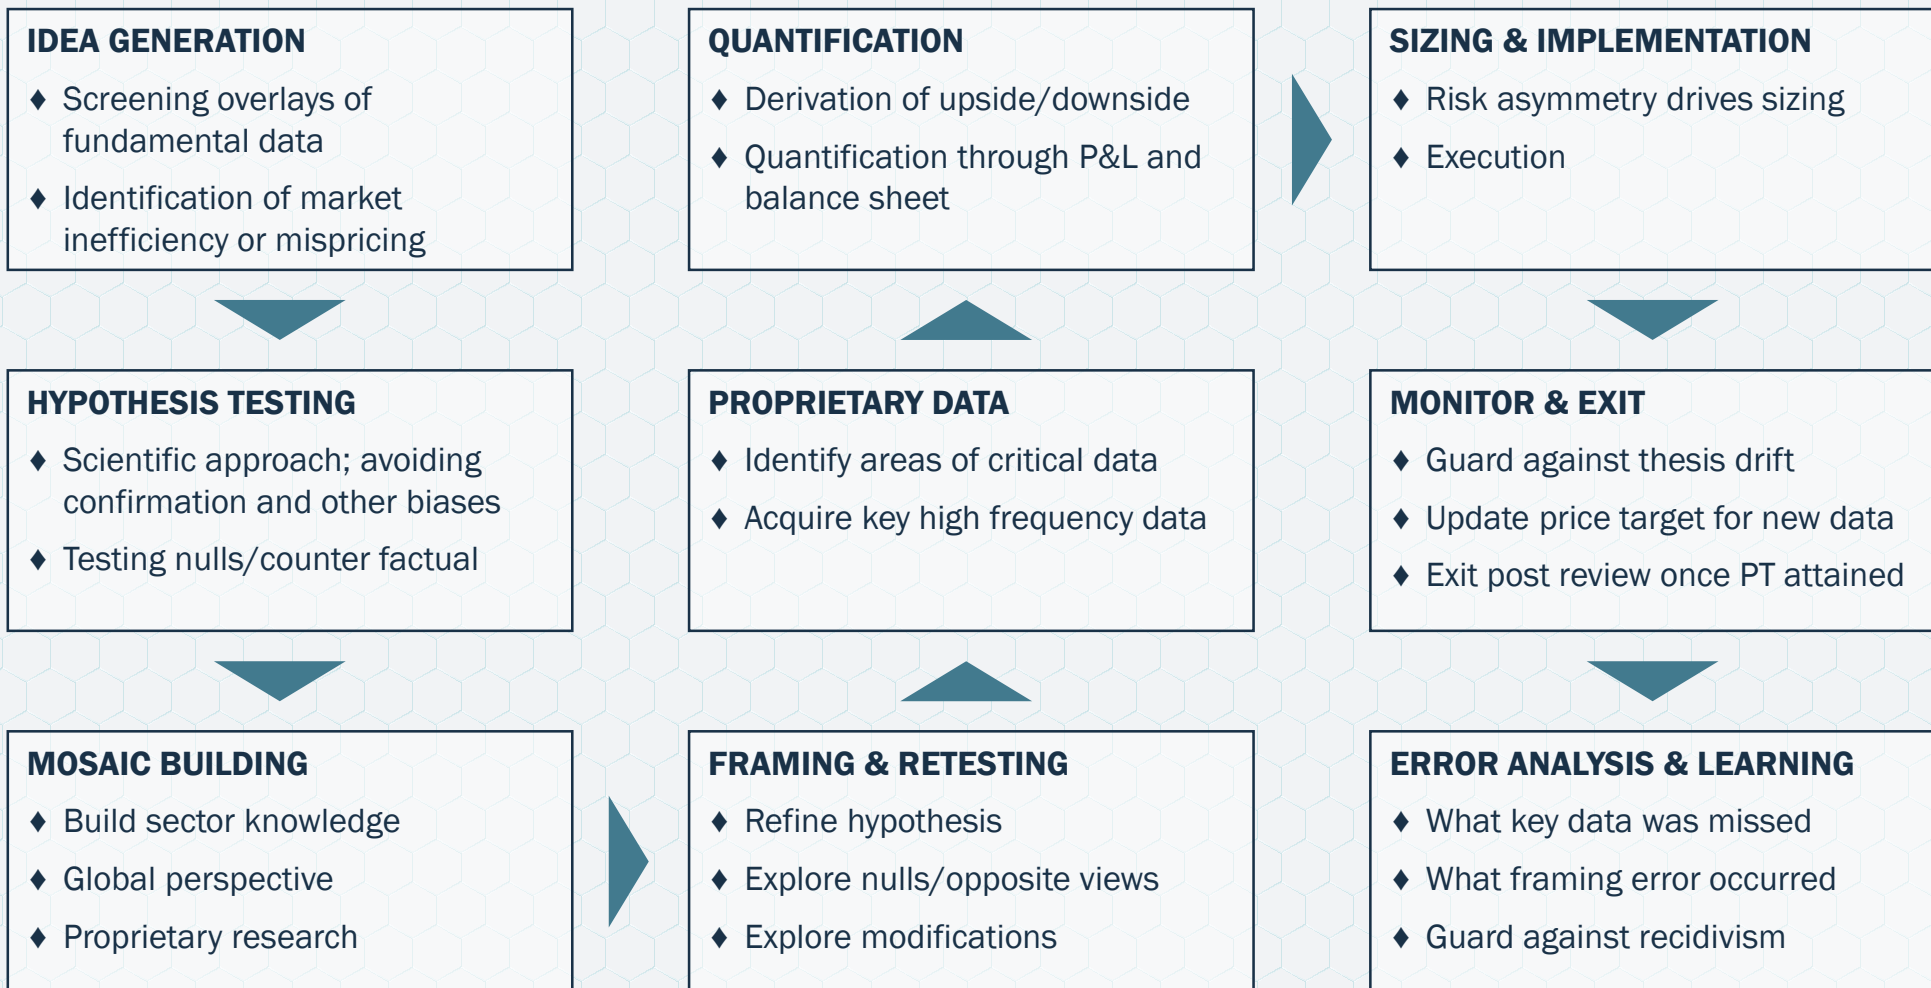 IDEA GENERATION
♦ Screening overlays of
fundamental data
♦ Identification of market
inefficiency or mispricing
HYPOTHESIS TESTING
♦ Scientific approach; avoiding
confirmation and other biases
♦ Testing nulls/counter factual
MOSAIC BUILDING
♦ Build sector knowledge
♦ Global perspective
♦ Proprietary research
FRAMING & RETESTING
♦ Refine hypothesis
♦ Explore nulls/opposite views
♦ Explore modifications
PROPRIETARY DATA
♦ Identify areas of critical data
♦ Acquire key high frequency data
QUANTIFICATION
♦ Derivation of upside/downside
♦ Quantification through P&L and
balance sheet
SIZING & IMPLEMENTATION
♦ Risk asymmetry drives sizing
♦ Execution
MONITOR & EXIT
♦ Guard against thesis drift
♦ Update price target for new data
♦ Exit post review once PT attained
ERROR ANALYSIS & LEARNING
♦ What key data was missed
♦ What framing error occurred
♦ Guard against recidivism